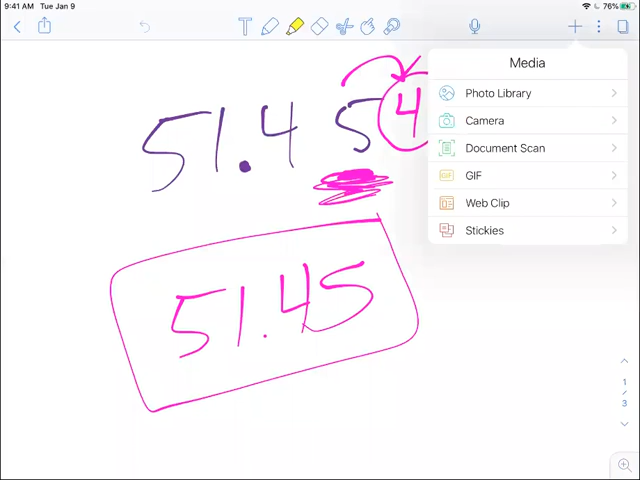 9:41 AM Tue Jan 9
76%
T
Media
Photo Library
Camera
Document Scan
GIF GIF
Web Clip
Stickies
51.454
51.45
1
/
3